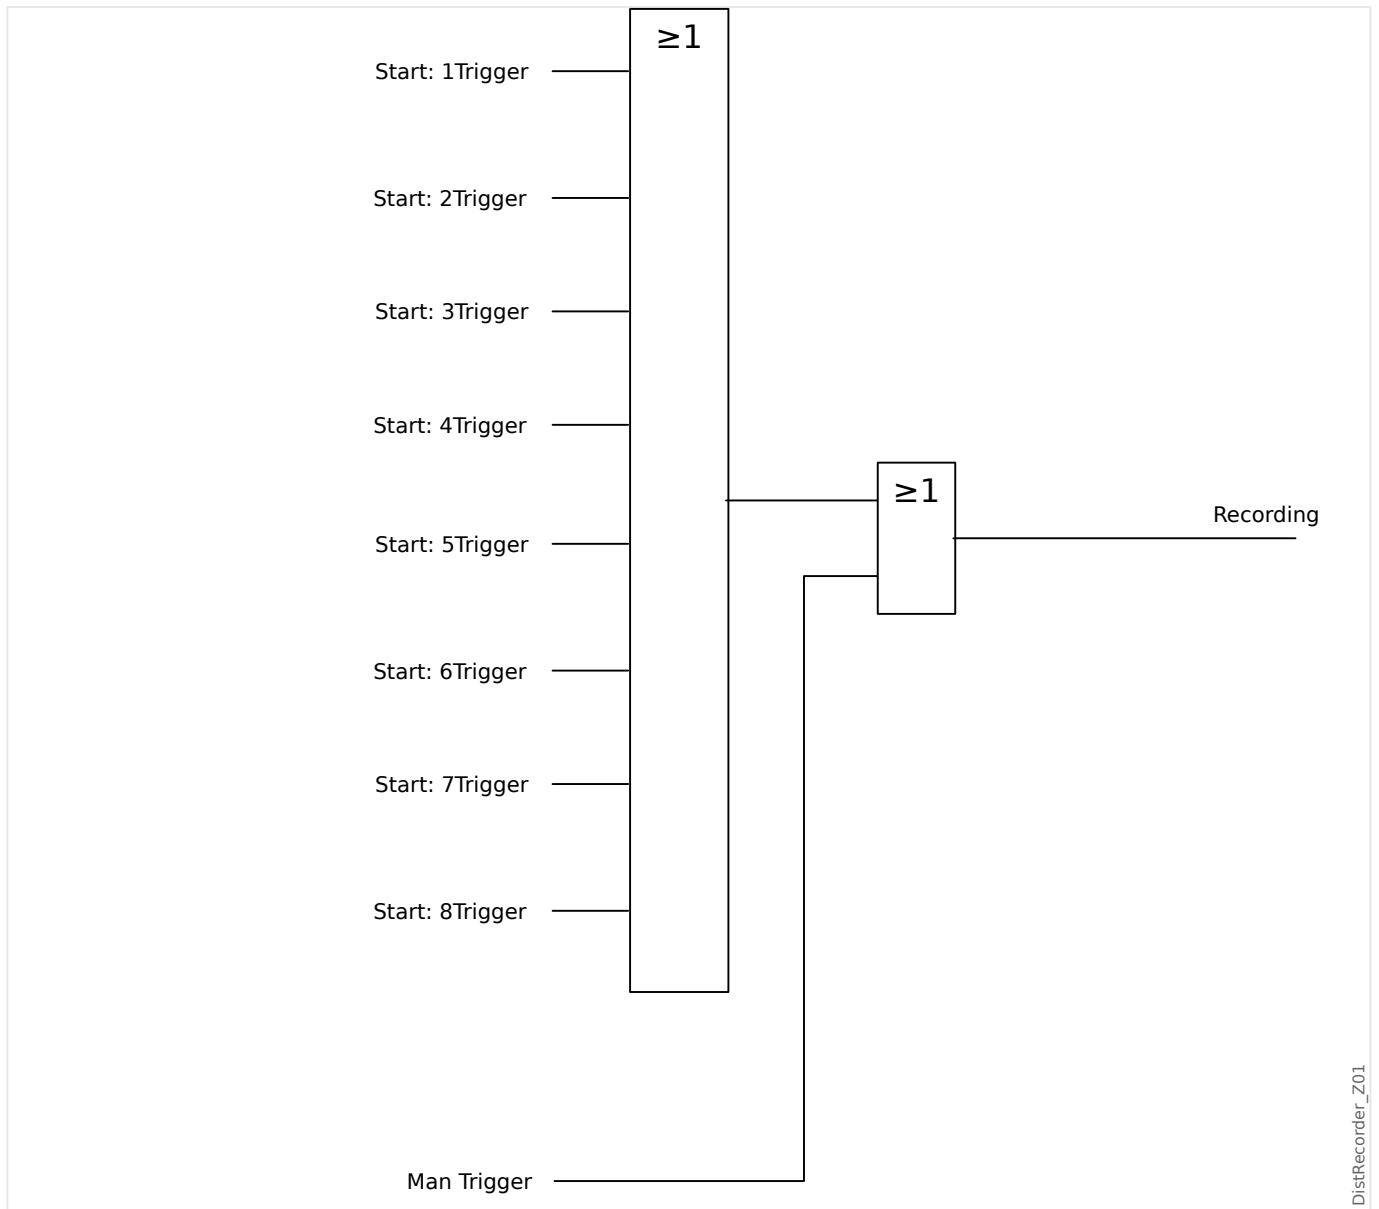 ≥1
Start: 1Trigger
Start: 2Trigger
Start: 3Trigger
Start: 4Trigger
≥1
Recording
Start: 5Trigger
Start: 6Trigger
Start: 7Trigger
Start: 8Trigger
Man Trigger
DistRecorder_Z01